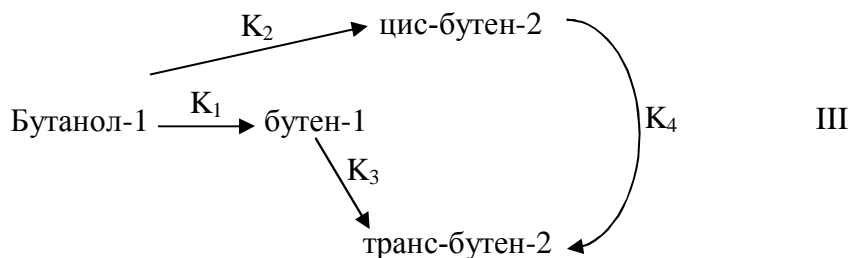 K₂ цис-бутен-2
Бутанол-1 K₁ бутен-1 K₄ III
K₃
транс-бутен-2